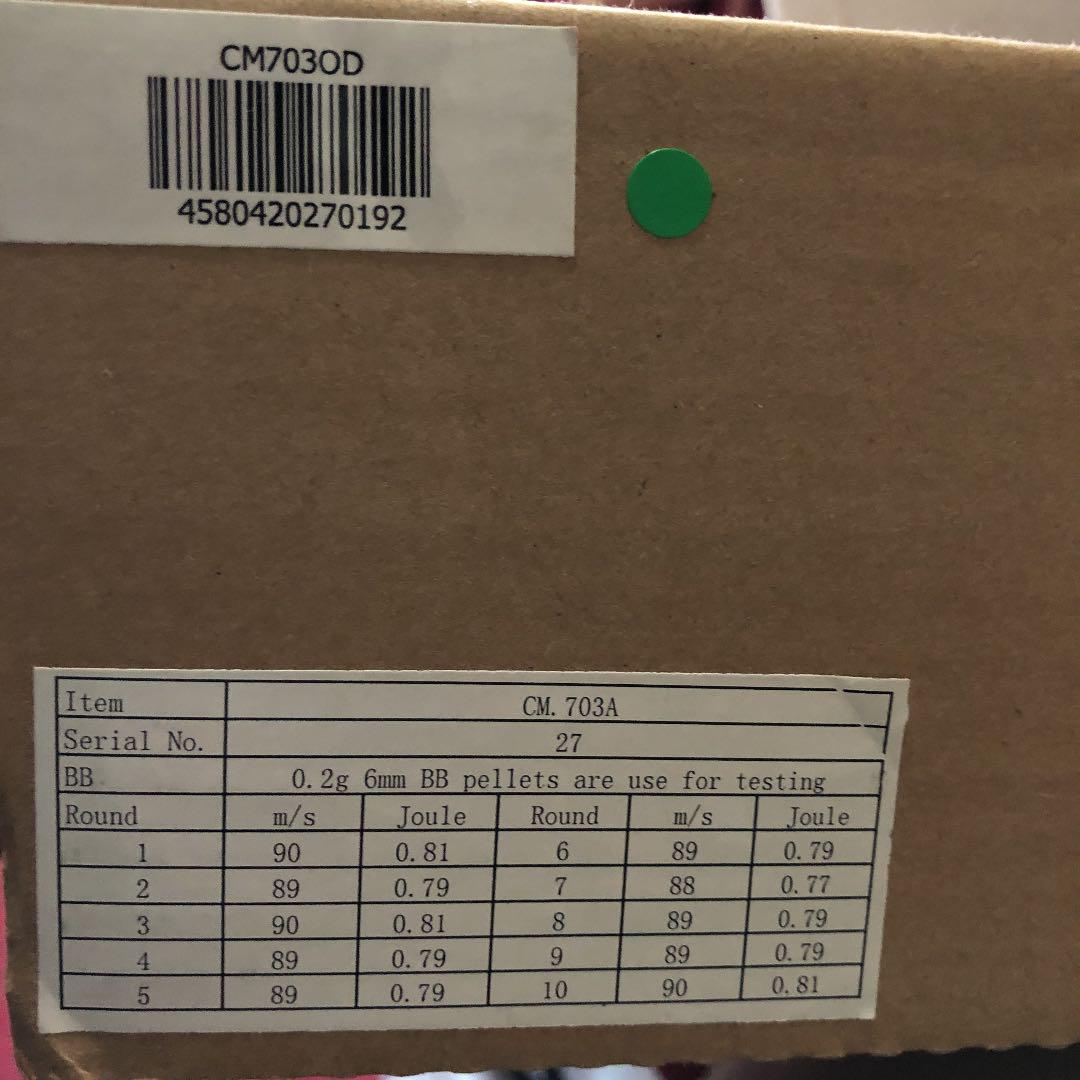 CM703OD
4580420270192
Item CM.703A
Serial No. 27
BB 0.2g 6mm BB pellets are use for testing
Round m/s Joule Round m/s Joule
1 90 0.81 6 89 0.79
2 89 0.79 7 88 0.77
3 90 0.81 8 89 0.79
4 89 0.79 9 89 0.79
5 89 0.79 10 90 0.81